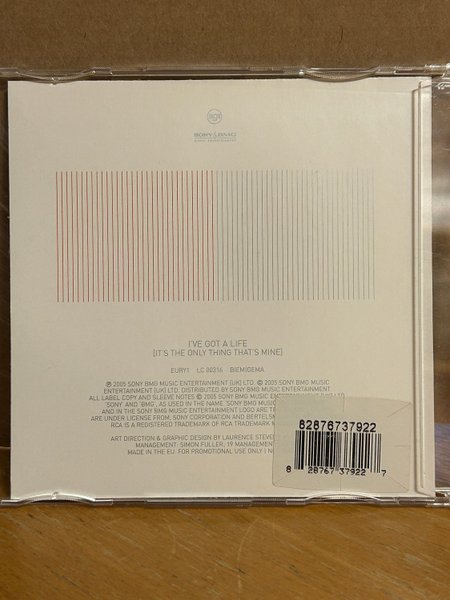 SONY BMG
I'VE GOT A LIFE
(IT'S THE ONLY THING THAT'S MINE)
EURY1 LC 00316 BIEM|GEMA
℗ 2005 SONY BMG MUSIC ENTERTAINMENT (UK) LTD. © 2005 SONY BMG MUSIC
ENTERTAINMENT (UK) LTD. DISTRIBUTED BY SONY BMG MUSIC ENTERTAINMENT.
ALL LABEL COPY AND SLEEVE NOTES © 2005 SONY BMG MUSIC ENTERTAINMENT (UK) LTD
'SONY' AND 'BMG', AS USED IN THE NAME 'SONY BMG MUSIC
AND IN THE SONY BMG MUSIC ENTERTAINMENT LOGO ARE
ARE UNDER LICENSE FROM, SONY CORPORATION AND
RCA IS A REGISTERED TRADEMARK OF RCA TRADEMARK
ART DIRECTION & GRAPHIC DESIGN BY LAURENCE
MANAGEMENT: SIMON FULLER, 19 MANAGEMENT
MADE IN THE EU. FOR PROMOTIONAL USE ONLY |
82876737922
8 28767 37922 7